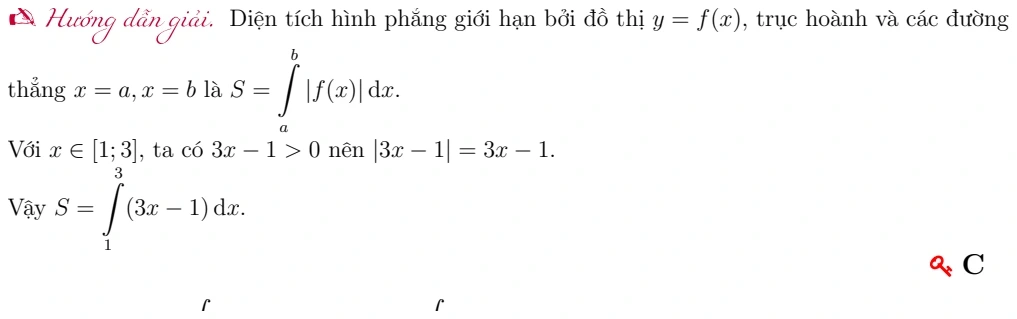 Hướng dẫn giải. Diện tích hình phẳng giới hạn bởi đồ thị y = f(x), trục hoành và các đường
thẳng x = a, x = b là S = ∫_a^b |f(x)| dx.
Với x ∈ [1; 3], ta có 3x − 1 > 0 nên |3x − 1| = 3x − 1.
Vậy S = ∫_1^3 (3x − 1) dx.
C